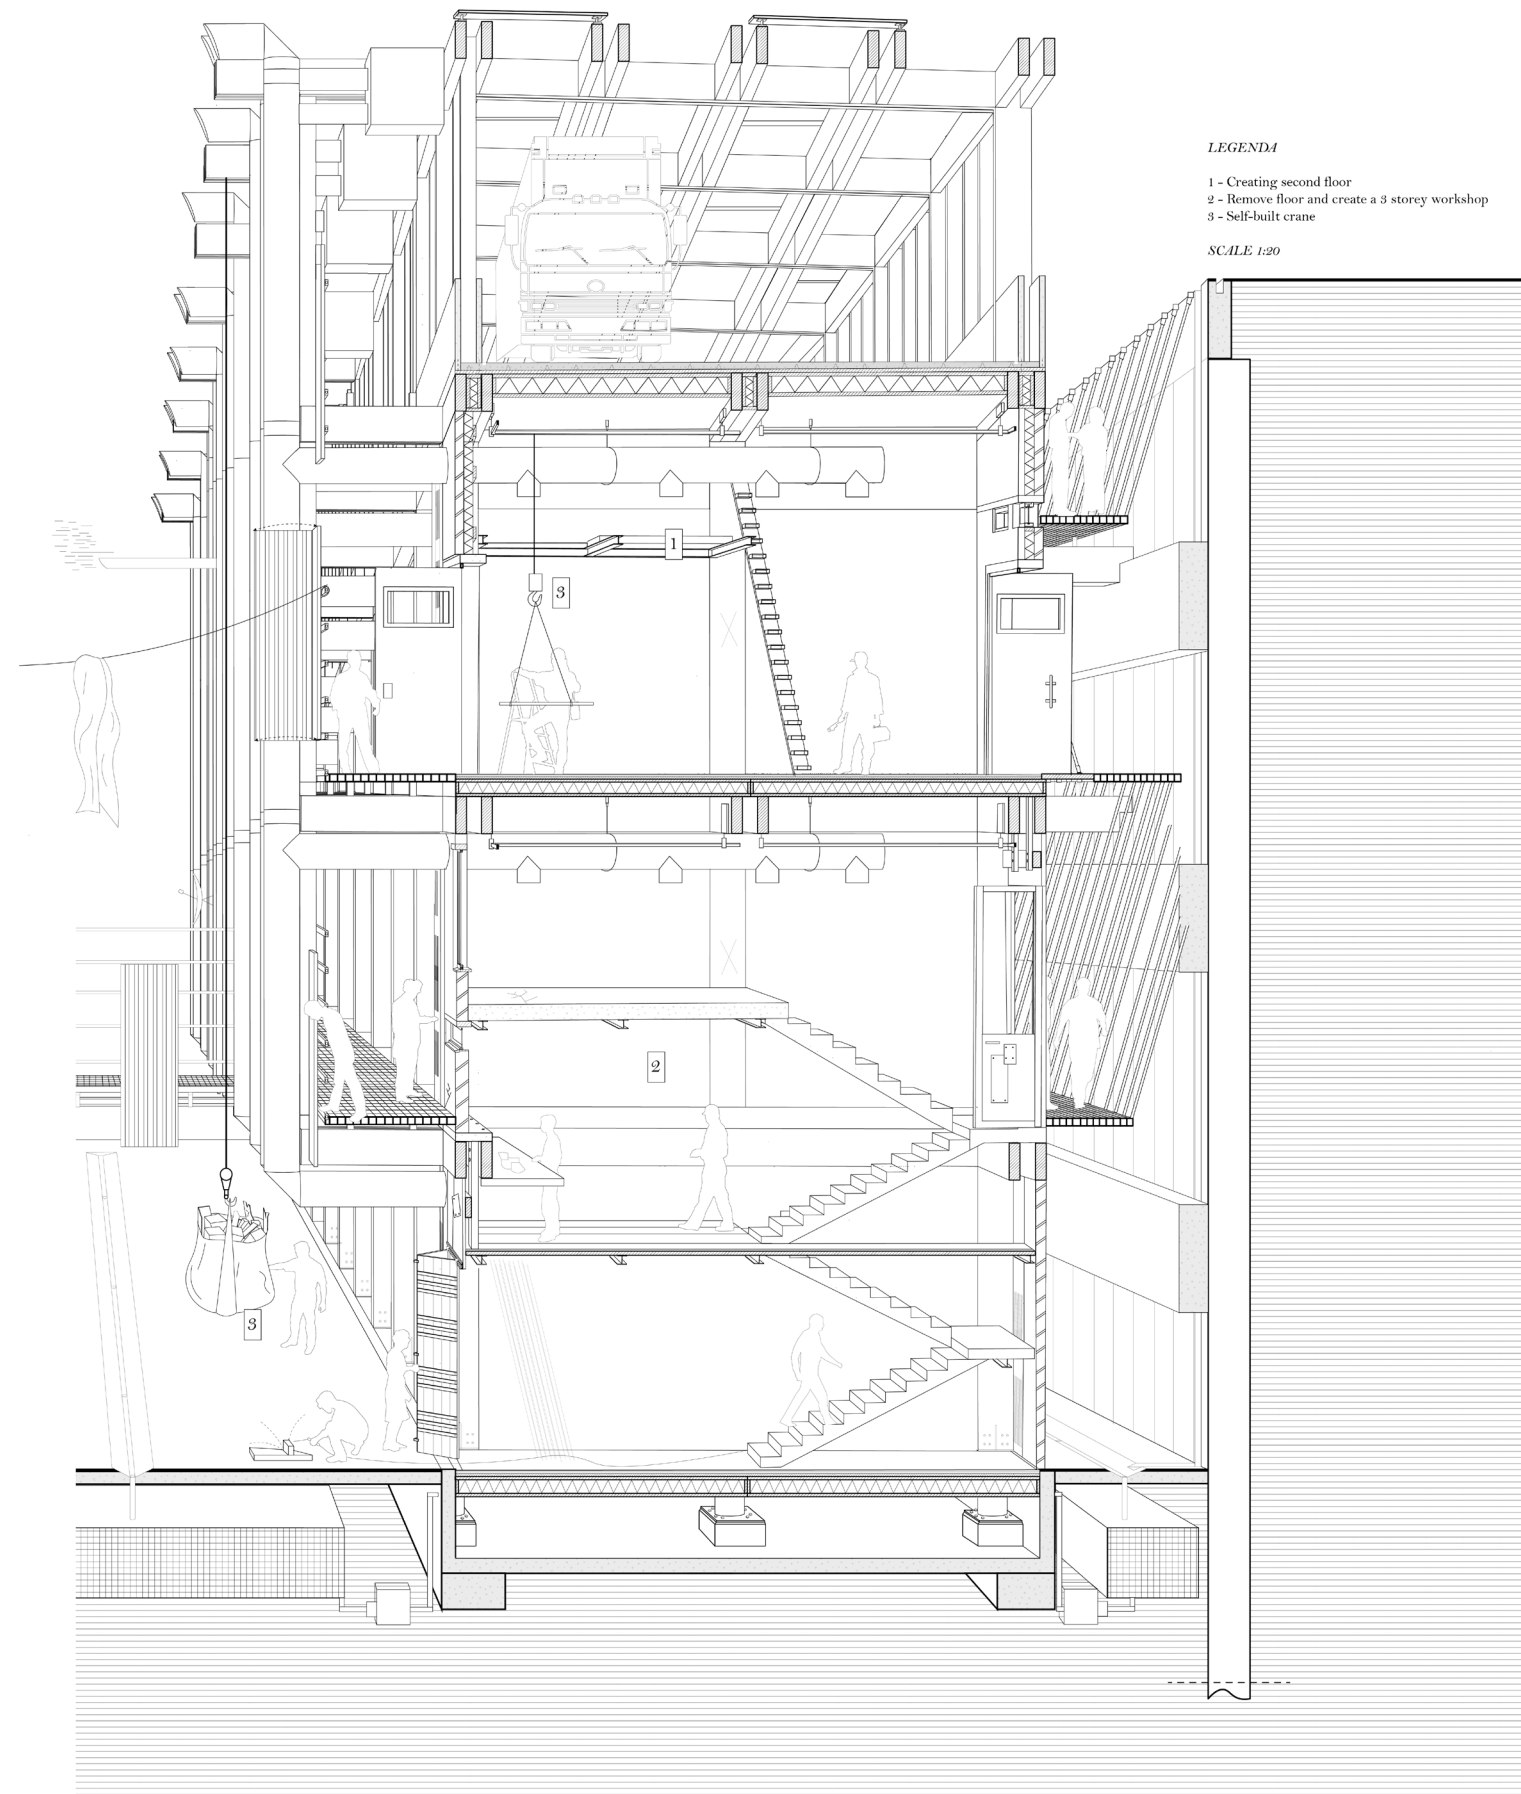 LEGENDA
1 - Creating second floor
2 - Remove floor and create a 3 storey workshop
3 - Self-built crane
SCALE 1:20
1
3
2
3